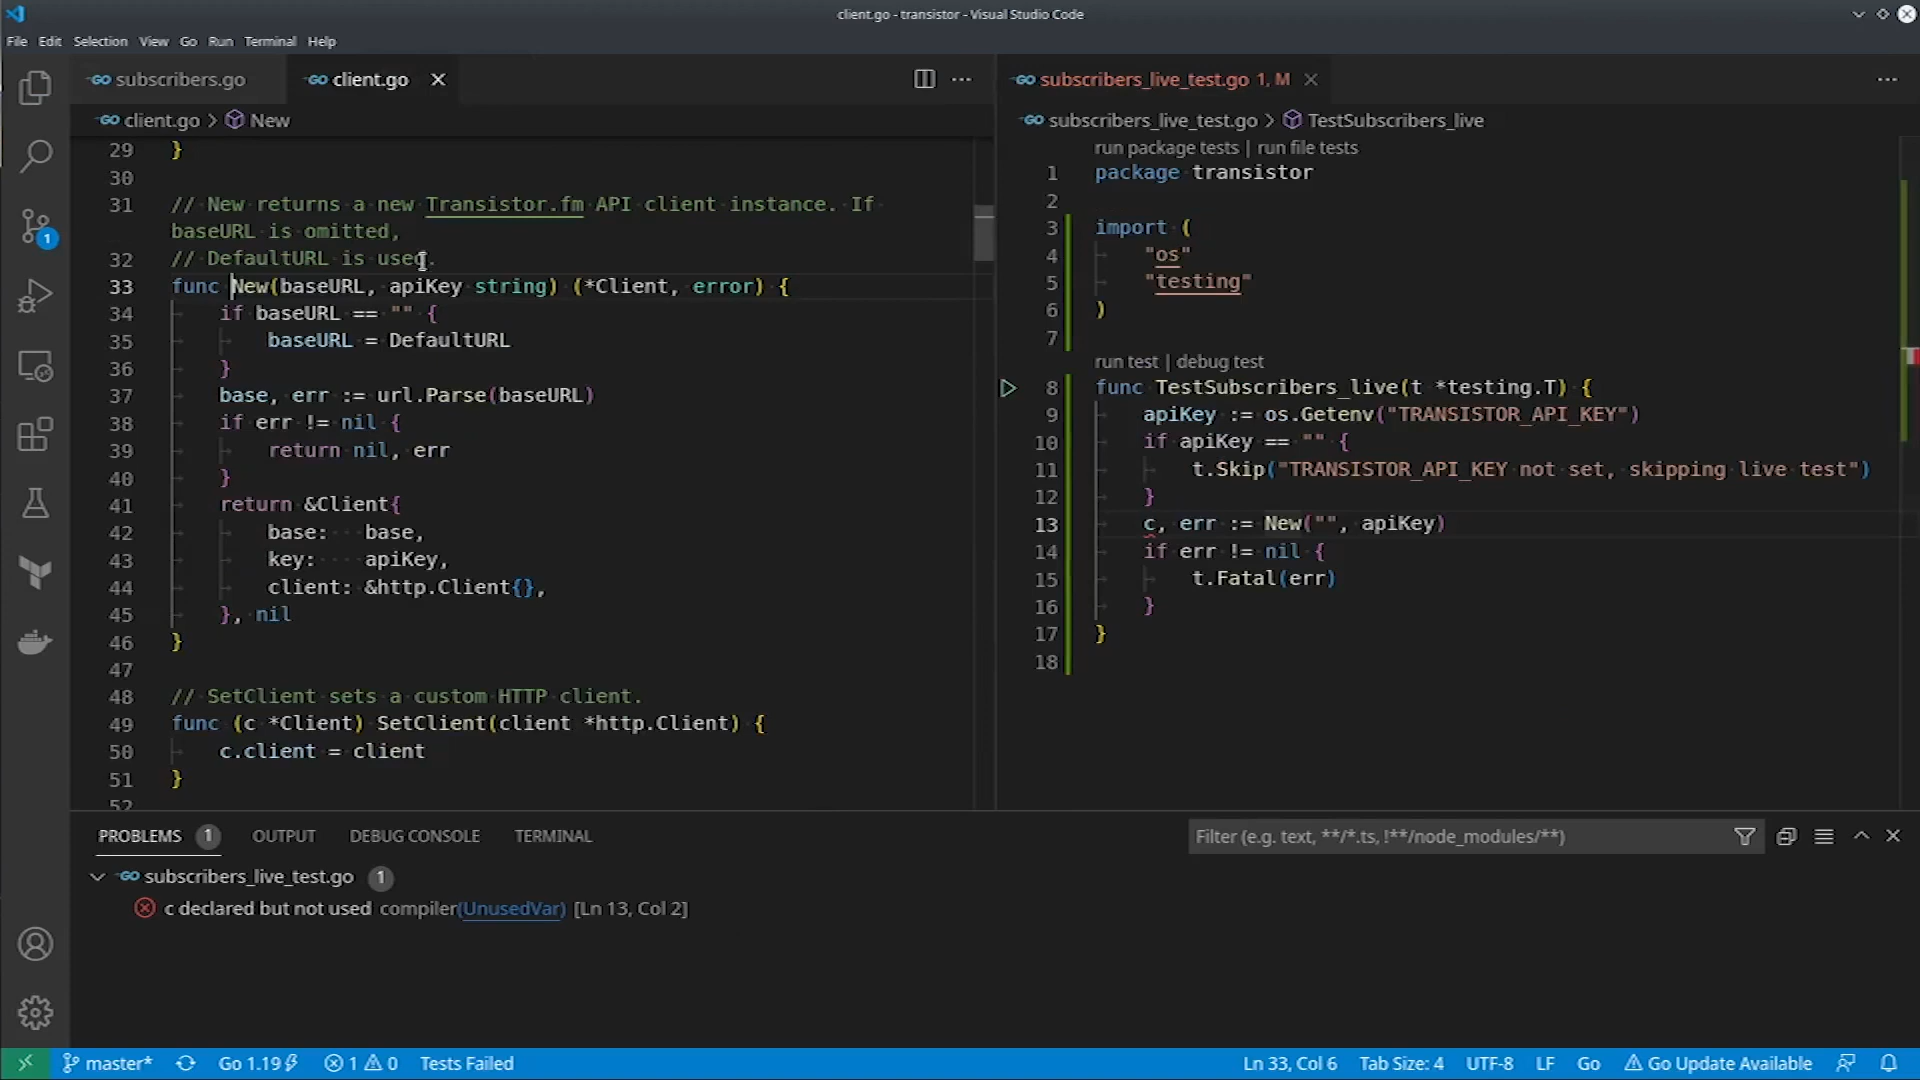 client.go - transistor - Visual Studio Code
File Edit Selection View Go Run Terminal Help
subscribers.go client.go
client.go > New
29 }
30
31 // New returns a new Transistor.fm API client instance. If
baseURL is omitted,
32 // DefaultURL is used.
33 func New(baseURL, apiKey string) (*Client, error) {
34 if baseURL == "" {
35 baseURL = DefaultURL
36 }
37 base, err := url.Parse(baseURL)
38 if err != nil {
39 return nil, err
40 }
41 return &Client{
42 base: base,
43 key: apiKey,
44 client: &http.Client{},
45 }, nil
46 }
47
48 // SetClient sets a custom HTTP client.
49 func (c *Client) SetClient(client *http.Client) {
50 c.client = client
51 }
52
subscribers_live_test.go 1, M
subscribers_live_test.go > TestSubscribers_live
run package tests | run file tests
1 package transistor
2
3 import (
4 "os"
5 "testing"
6 )
7
run test | debug test
8 func TestSubscribers_live(t *testing.T) {
9 apiKey := os.Getenv("TRANSISTOR_API_KEY")
10 if apiKey == "" {
11 t.Skip("TRANSISTOR_API_KEY not set, skipping live test")
12 }
13 c, err := New("", apiKey)
14 if err != nil {
15 t.Fatal(err)
16 }
17 }
18
1
PROBLEMS 1 OUTPUT DEBUG CONSOLE TERMINAL
Filter (e.g. text, **/*.ts, !**/node_modules/**)
subscribers_live_test.go 1
c declared but not used compiler(UnusedVar) [Ln 13, Col 2]
master* Go 1.19 1 0 Tests Failed
Ln 33, Col 6 Tab Size: 4 UTF-8 LF Go Go Update Available